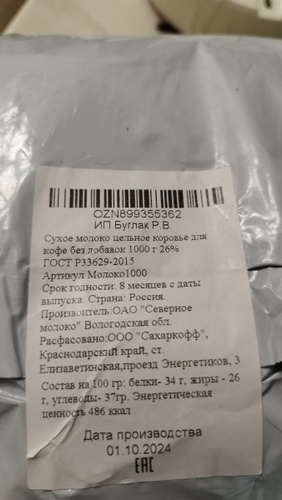 OZN899355362
ИП Буглак Р.В.
Сухое молоко цельное коровье для
кофе без добавок 1000 г 26%
ГОСТ Р33629-2015
Артикул Молоко1000
Срок годности: 8 месяцев с даты
выпуска. Страна: Россия.
Произвоитель:ОАО "Северное
молоко" Вологодская обл.
Расфасовано:ООО "Сахаркофф",
Краснодарский край, ст.
Елизаветинская,проезд Энергетиков, 3
Состав на 100 гр: белки- 34 г, жиры - 26
г, углеводы- 37гр. Энергетическая
ценность 486 ккал
Дата производства
01.10.2024
EAC